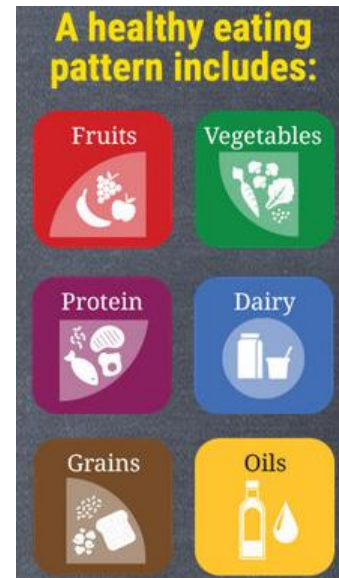 A healthy eating
pattern includes:
Fruits
Vegetables
Protein
Dairy
Grains
Oils